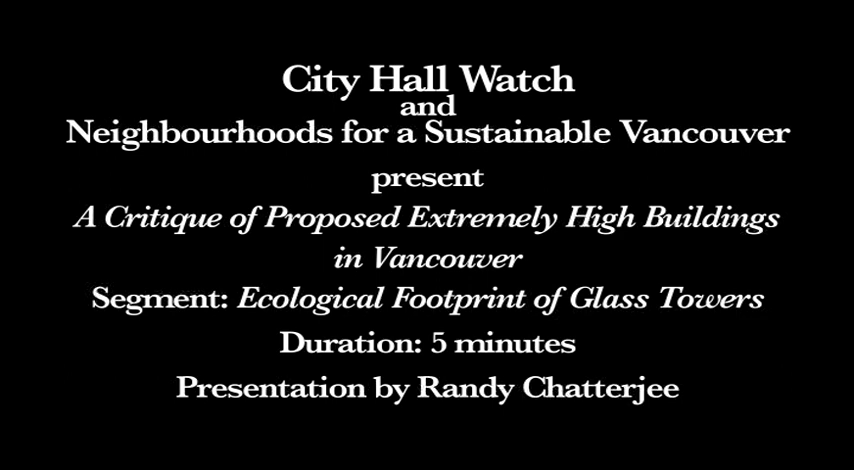 City Hall Watch
and
Neighbourhoods for a Sustainable Vancouver
present
A Critique of Proposed Extremely High Buildings
in Vancouver
Segment: Ecological Footprint of Glass Towers
Duration: 5 minutes
Presentation by Randy Chatterjee